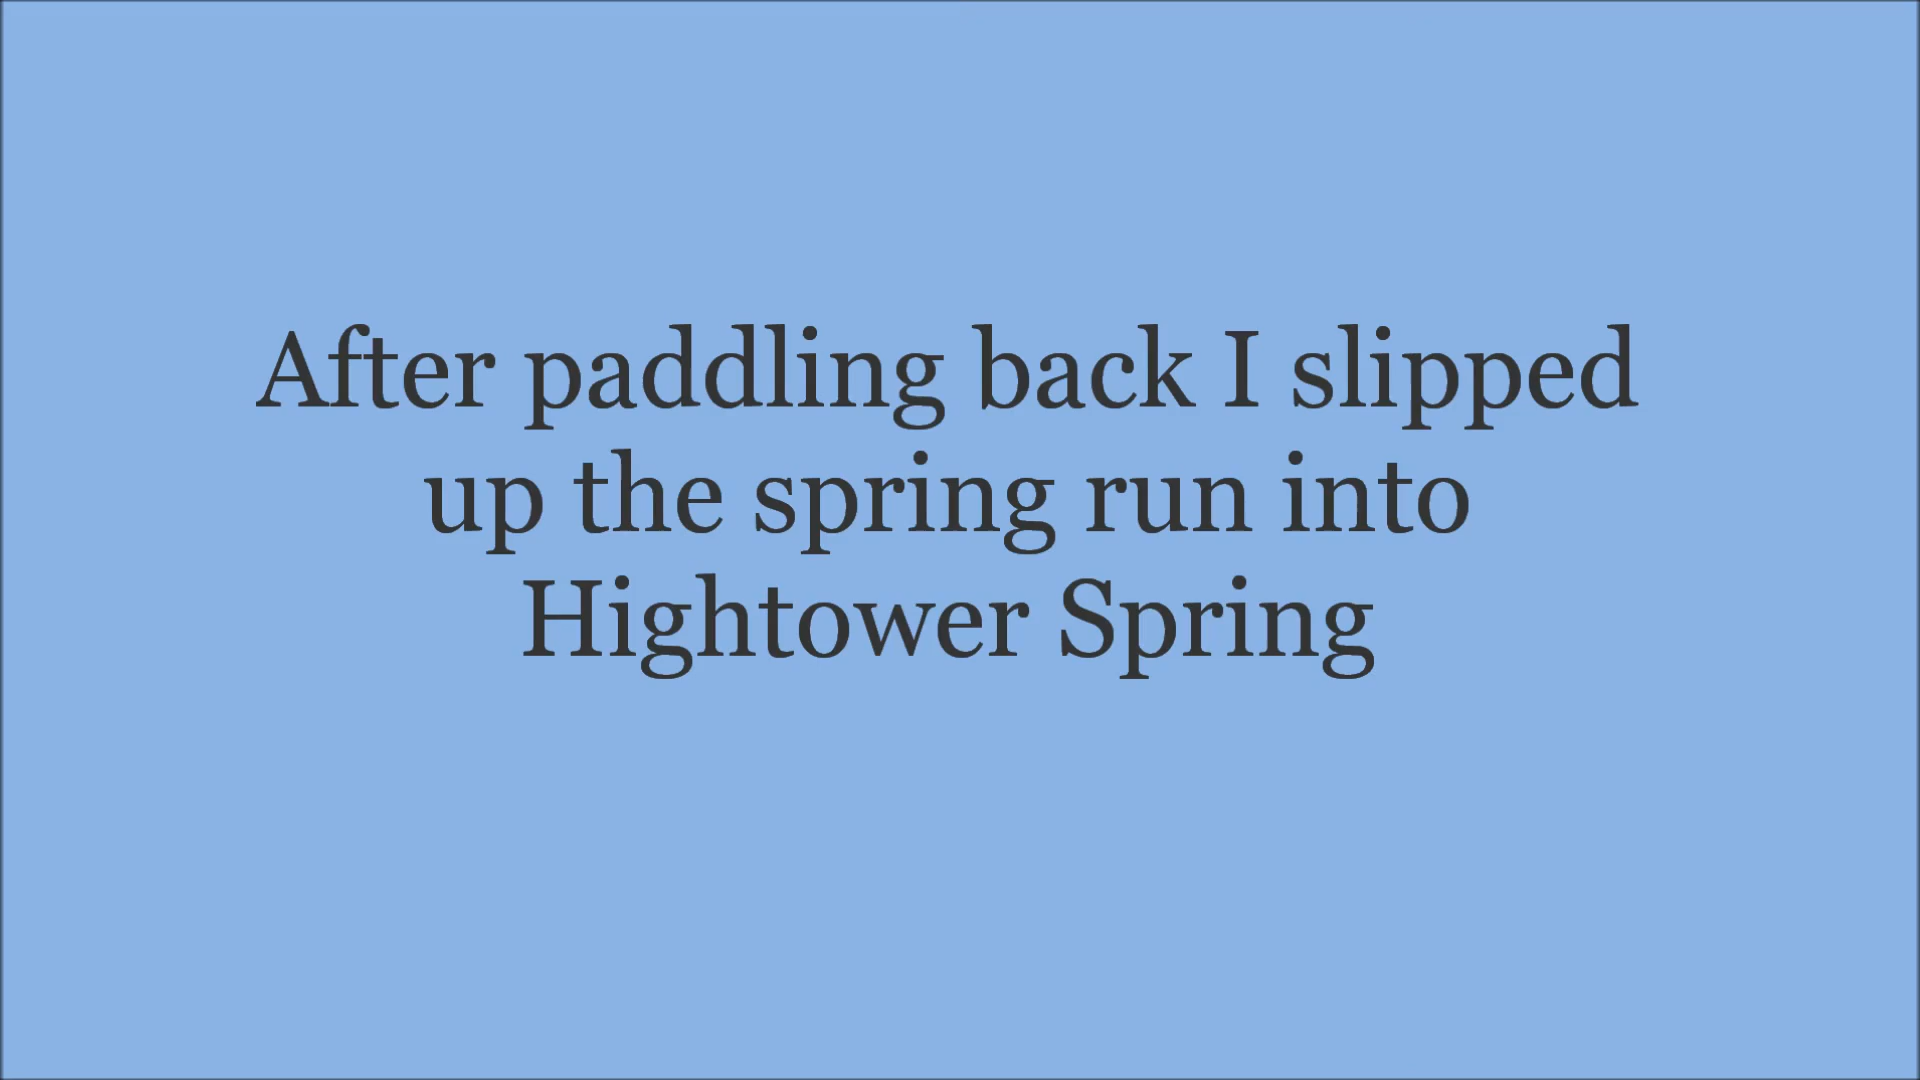 After paddling back I slipped
up the spring run into
Hightower Spring